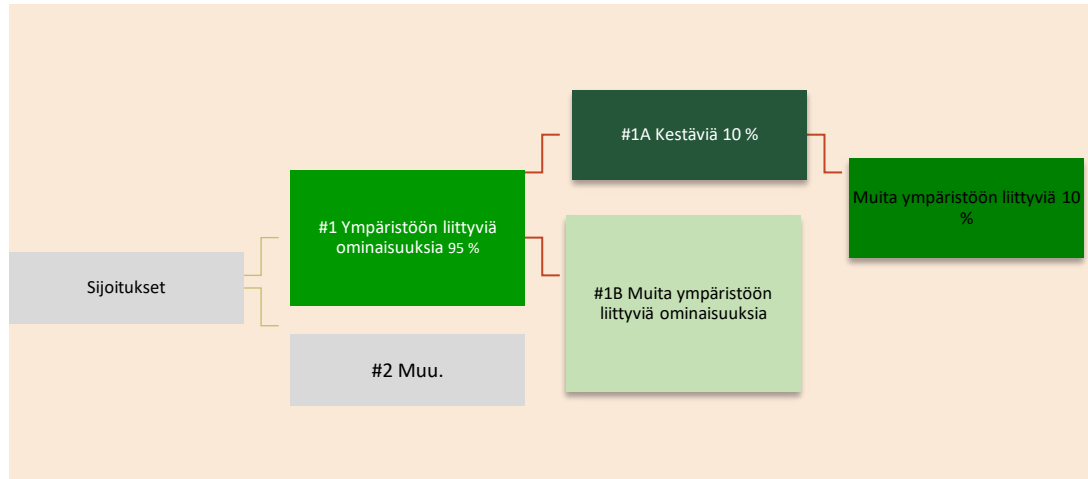 Sijoitukset
#1 Ympäristöön liittyviä
ominaisuuksia 95 %
#2 Muu.
#1A Kestäviä 10 %
#1B Muita ympäristöön
liittyviä ominaisuuksia
Muita ympäristöön liittyviä 10
%